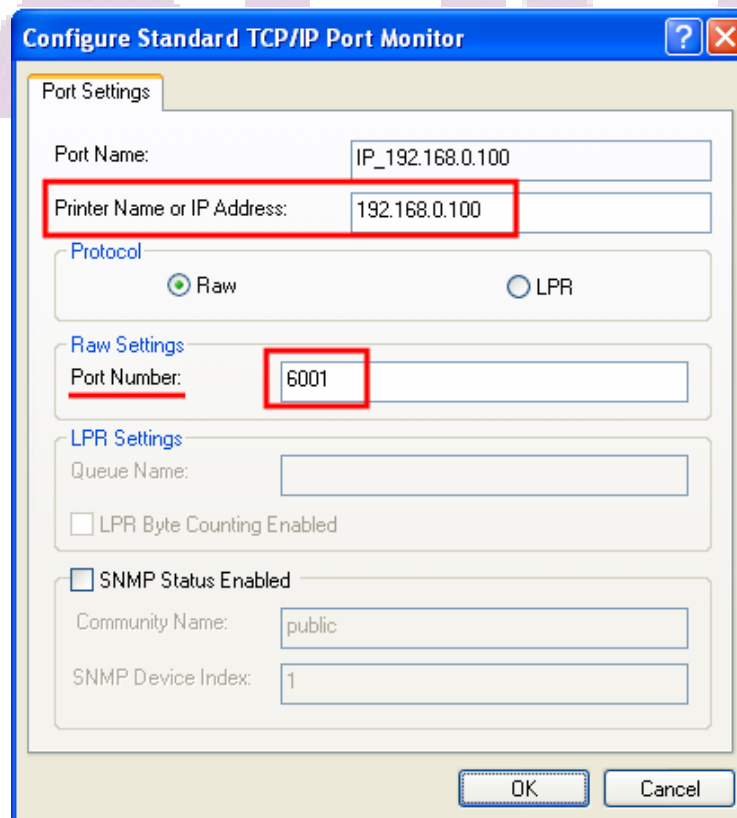 Configure Standard TCP/IP Port Monitor
Port Settings
Port Name: IP_192.168.0.100
Printer Name or IP Address: 192.168.0.100
Protocol
Raw LPR
Raw Settings
Port Number: 6001
LPR Settings
Queue Name:
LPR Byte Counting Enabled
SNMP Status Enabled
Community Name: public
SNMP Device Index: 1
OK Cancel